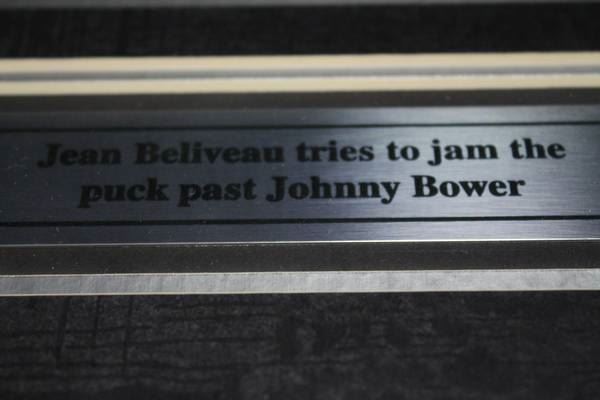 Jean Beliveau tries to jam the
puck past Johnny Bower